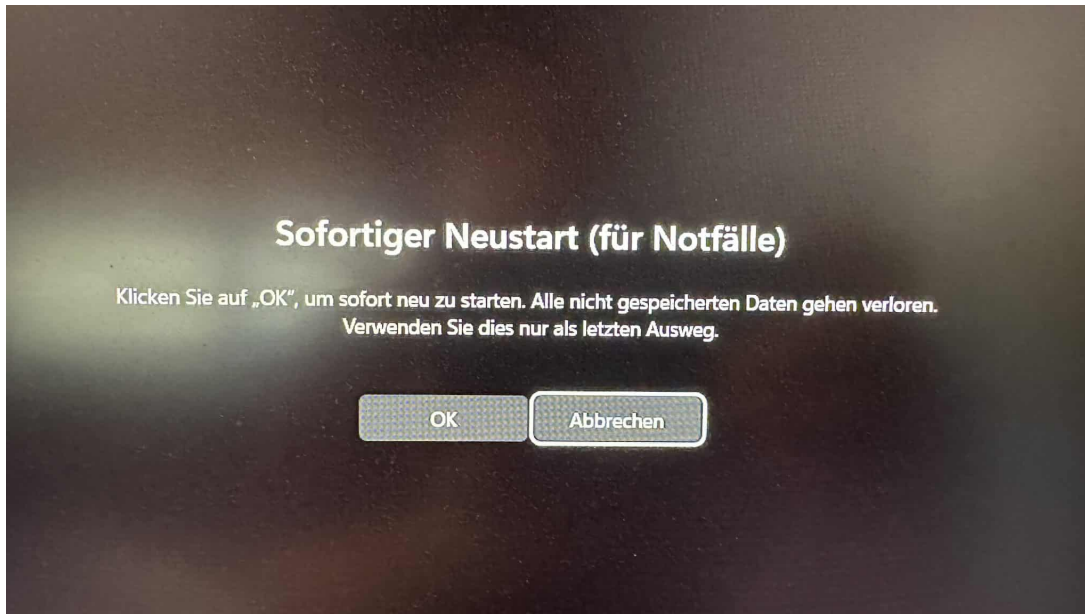 Sofortiger Neustart (für Notfälle)
Klicken Sie auf „OK“, um sofort neu zu starten. Alle nicht gespeicherten Daten gehen verloren.
Verwenden Sie dies nur als letzten Ausweg.
OK
Abbrechen